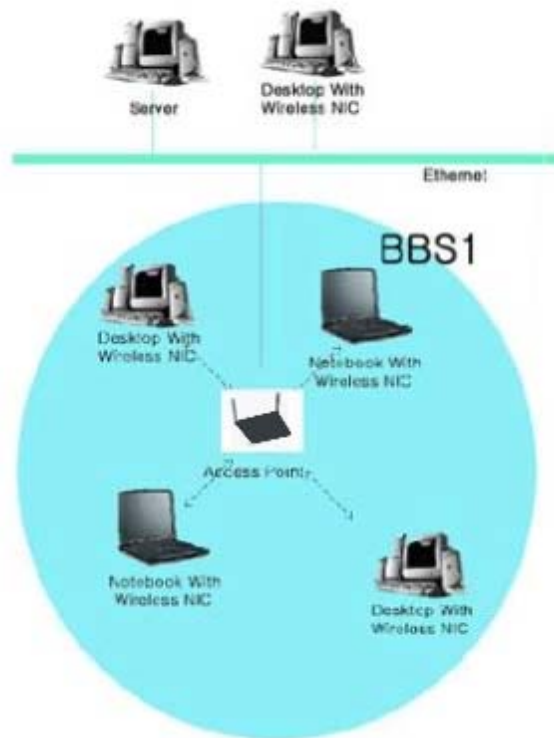 Server
Desktop With
Wireless NIC
Ethernet
BBS1
Desktop With
Wireless NIC
Notebook With
Wireless NIC
Access Point
Notebook With
Wireless NIC
Desktop With
Wireless NIC